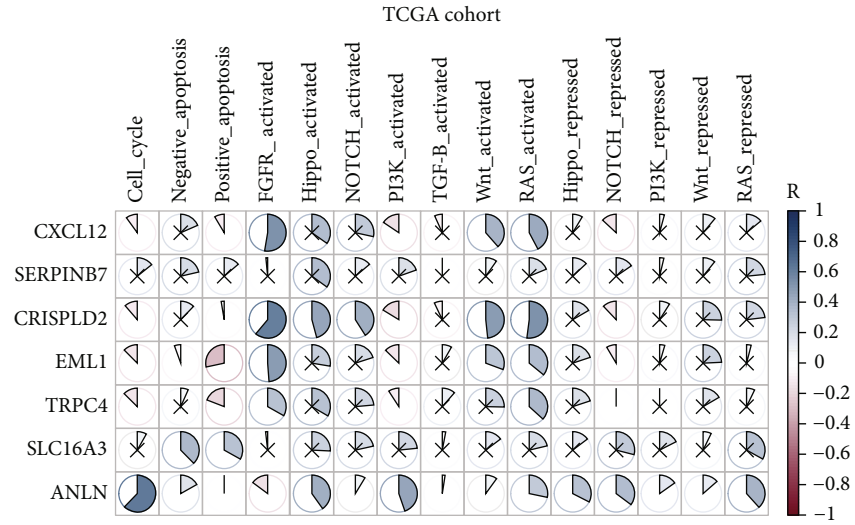 TCGA cohort
Cell_cycle
Negative_apoptosis
Positive_apoptosis
FGFR_ activated
Hippo_activated
NOTCH_activated
PI3K_activated
TGF-B_activated
Wnt_activated
RAS_activated
Hippo_repressed
NOTCH_repressed
PI3K_repressed
Wnt_repressed
RAS_repressed
R
CXCL12
SERPINB7
CRISPLD2
EML1
TRPC4
SLC16A3
ANLN
1
0.8
0.6
0.4
0.2
0
−0.2
−0.4
−0.6
−0.8
−1